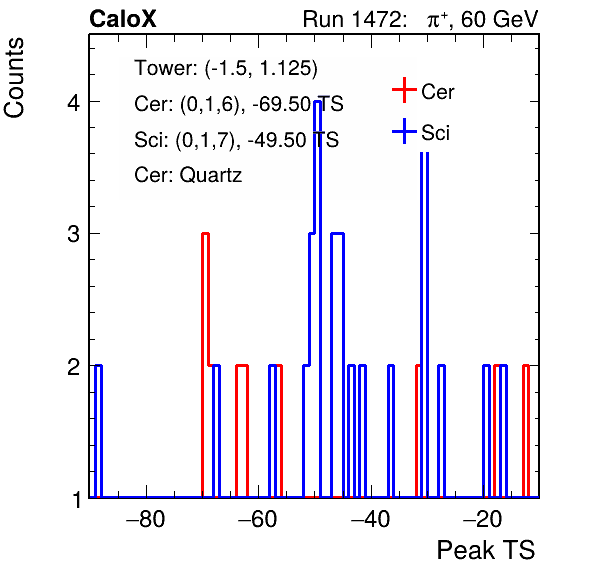 CaloX Run 1472: π⁺, 60 GeV
Counts
Tower: (-1.5, 1.125)
Cer: (0,1,6), -69.50 TS
Sci: (0,1,7), -49.50 TS
Cer: Quartz
Cer
Sci
4
3
2
1
−80 −60 −40 −20
Peak TS